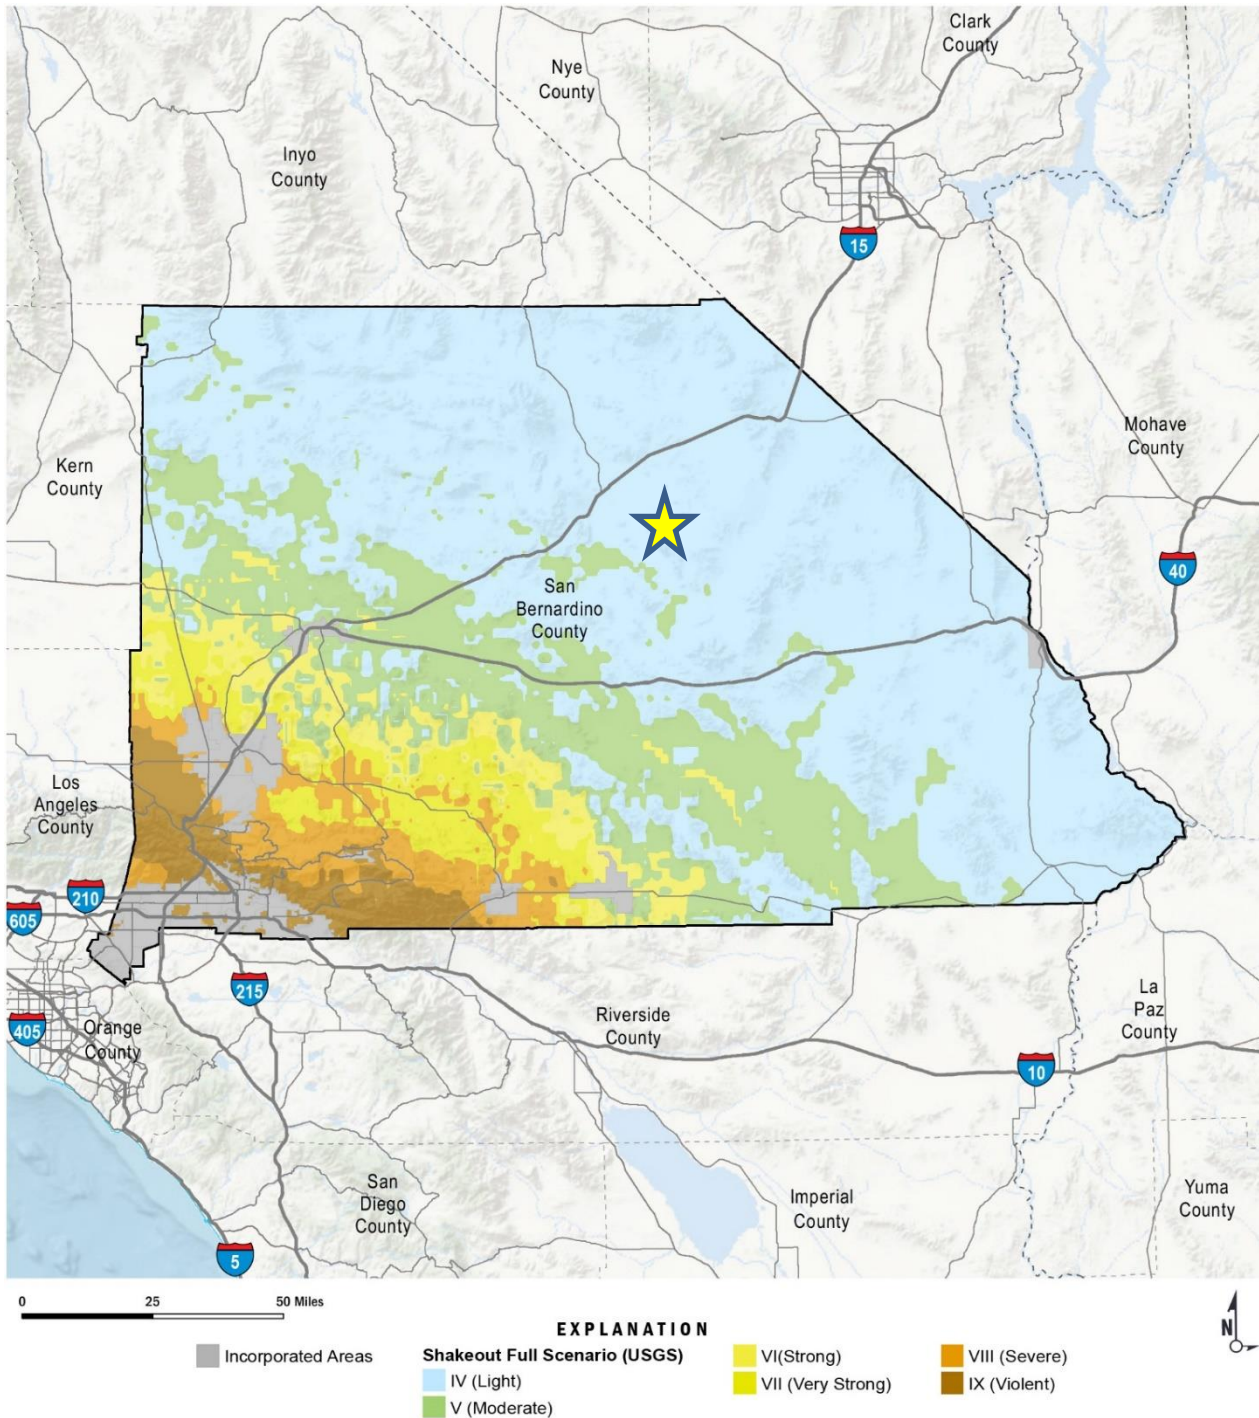 Clark
County
Nye
County
Inyo
County
15
Mohave
County
Kern
County
40
San
Bernardino
County
Los
Angeles
County
210
605
215
La
Paz
County
Riverside
County
405
Orange
County
10
San
Diego
County
Imperial
County
Yuma
County
5
0 25 50 Miles
N
EXPLANATION
Incorporated Areas
Shakeout Full Scenario (USGS)
IV (Light)
V (Moderate)
VI(Strong)
VII (Very Strong)
VIII (Severe)
IX (Violent)